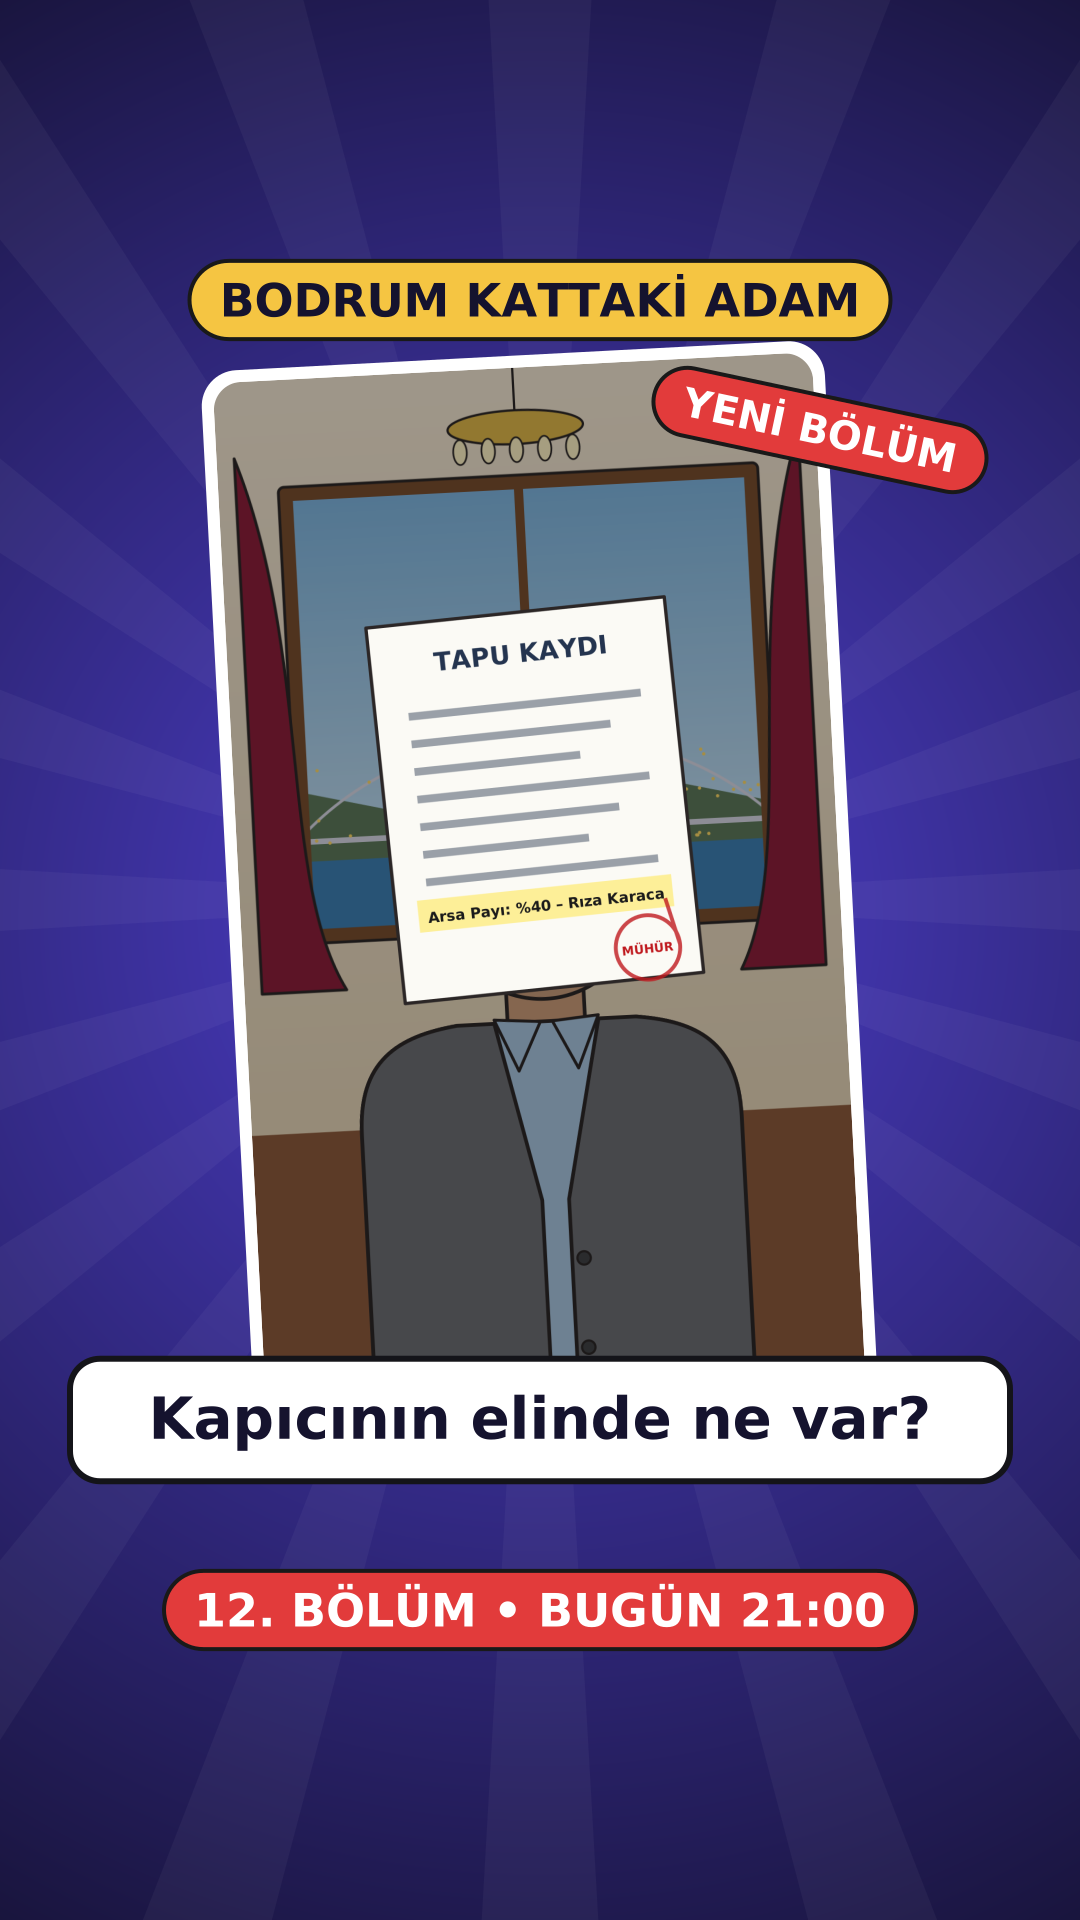 BODRUM KATTAKİ ADAM
YENİ BÖLÜM
TAPU KAYDI
Arsa Payı: %40 – Rıza Karaca
MÜHÜR
Kapıcının elinde ne var?
12. BÖLÜM • BUGÜN 21:00